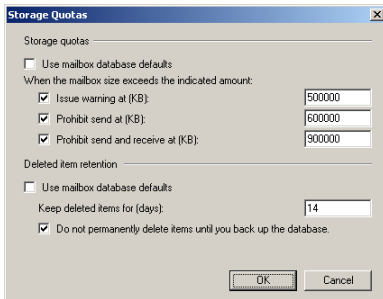 Storage Quotas
Storage quotas
Use mailbox database defaults
When the mailbox size exceeds the indicated amount:
Issue warning at (KB): 500000
Prohibit send at (KB): 600000
Prohibit send and receive at (KB): 900000
Deleted item retention
Use mailbox database defaults
Keep deleted items for (days): 14
Do not permanently delete items until you back up the database.
OK Cancel